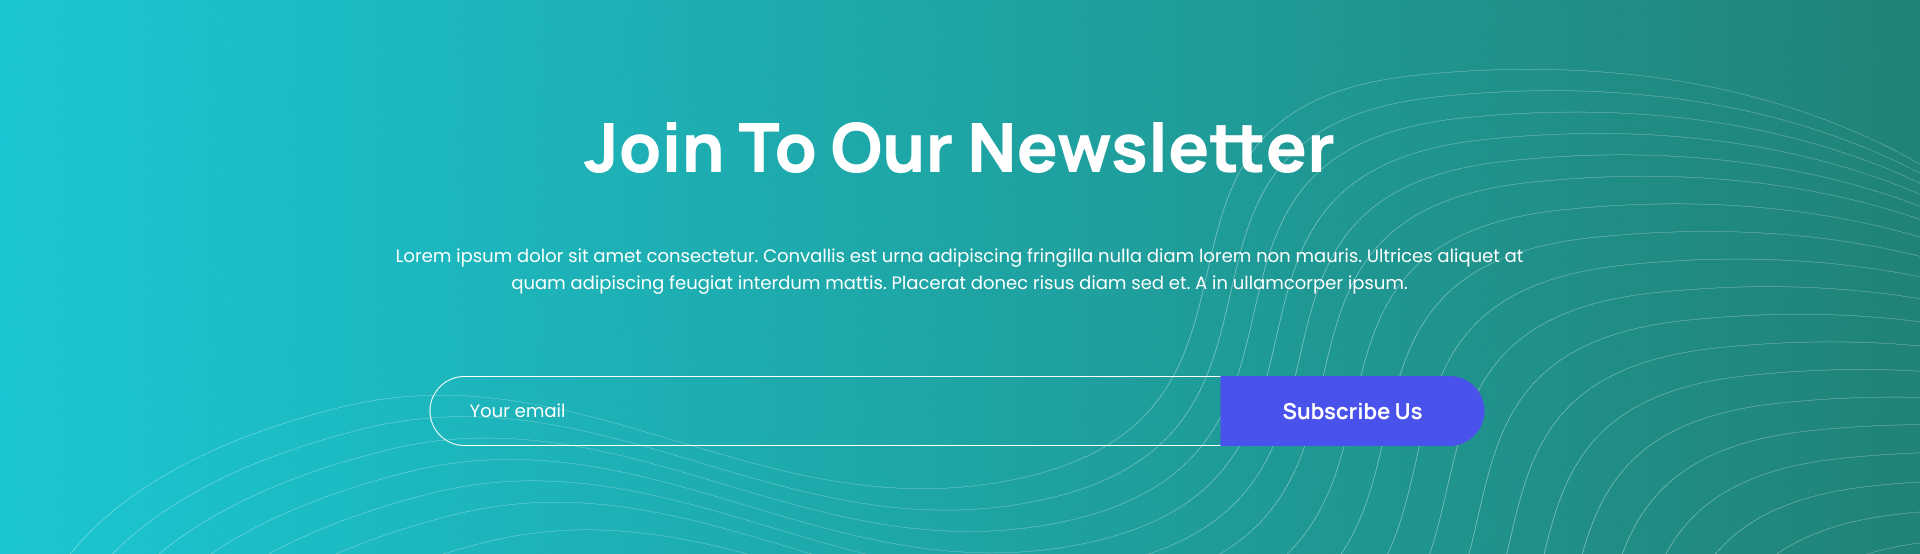 Join To Our Newsletter
Lorem ipsum dolor sit amet consectetur. Convallis est urna adipiscing fringilla nulla diam lorem non mauris. Ultrices aliquet at
quam adipiscing feugiat interdum mattis. Placerat donec risus diam sed et. A in ullamcorper ipsum.
Your email
Subscribe Us